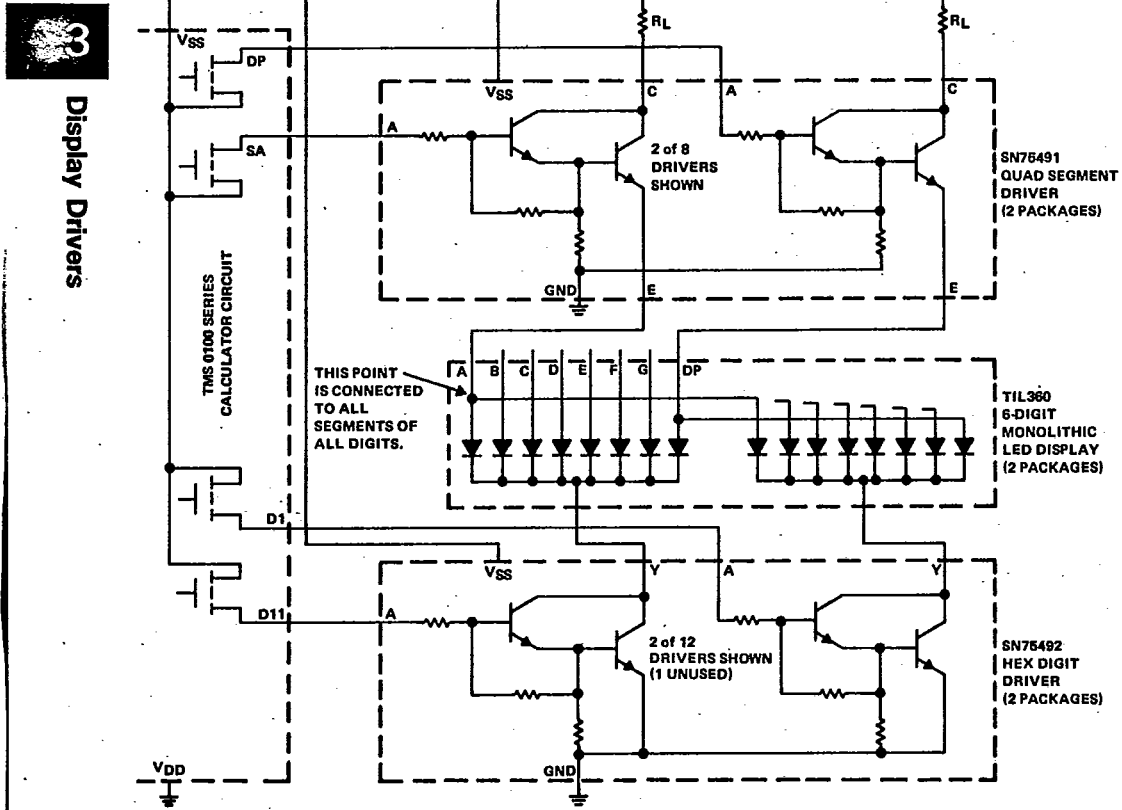 3
Display Drivers
VSS
DP
SA
TMS 0100 SERIES
CALCULATOR CIRCUIT
D1
D11
VDD
RL
RL
VSS
C
A
C
A
2 of 8
DRIVERS
SHOWN
GND
E
E
SN75491
QUAD SEGMENT
DRIVER
(2 PACKAGES)
THIS POINT
IS CONNECTED
TO ALL
SEGMENTS OF
ALL DIGITS.
A B C D E F G DP
TIL360
6-DIGIT
MONOLITHIC
LED DISPLAY
(2 PACKAGES)
VSS
Y
A
Y
A
2 of 12
DRIVERS SHOWN
(1 UNUSED)
GND
SN75492
HEX DIGIT
DRIVER
(2 PACKAGES)